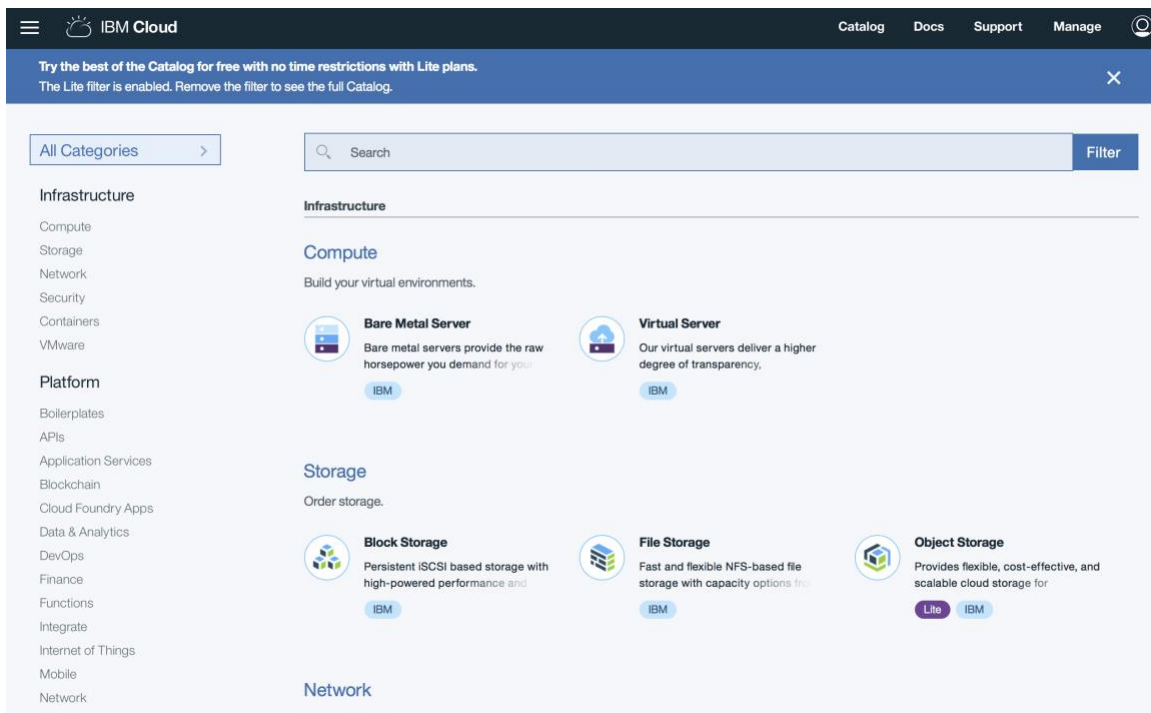 IBM Cloud
Catalog Docs Support Manage
Try the best of the Catalog for free with no time restrictions with Lite plans.
The Lite filter is enabled. Remove the filter to see the full Catalog.
All Categories
Infrastructure
Compute
Storage
Network
Security
Containers
VMware
Platform
Boilerplates
APIs
Application Services
Blockchain
Cloud Foundry Apps
Data & Analytics
DevOps
Finance
Functions
Integrate
Internet of Things
Mobile
Network
Search
Filter
Infrastructure
Compute
Build your virtual environments.
Bare Metal Server
Bare metal servers provide the raw
horsepower you demand for your
IBM
Virtual Server
Our virtual servers deliver a higher
degree of transparency,
IBM
Storage
Order storage.
Block Storage
Persistent iSCSI based storage with
high-powered performance and
IBM
File Storage
Fast and flexible NFS-based file
storage with capacity options
IBM
Object Storage
Provides flexible, cost-effective, and
scalable cloud storage for
Lite IBM
Network